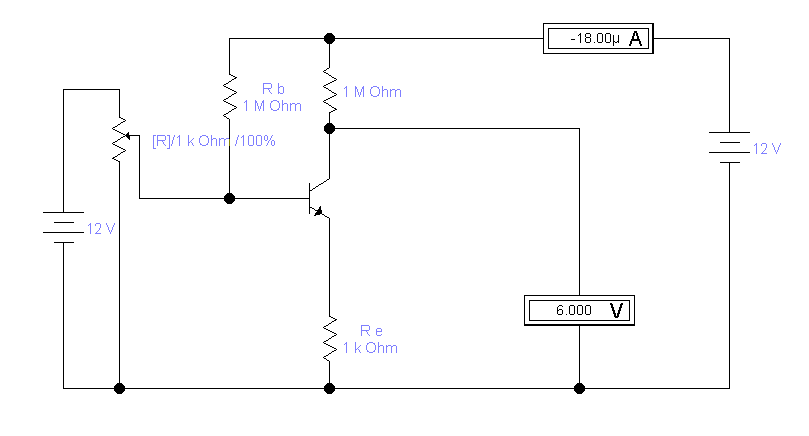 -18.00µ A
R b
1 M Ohm
1 M Ohm
[R]/1 k Ohm /100%
12 V
12 V
6.000 V
R e
1 k Ohm